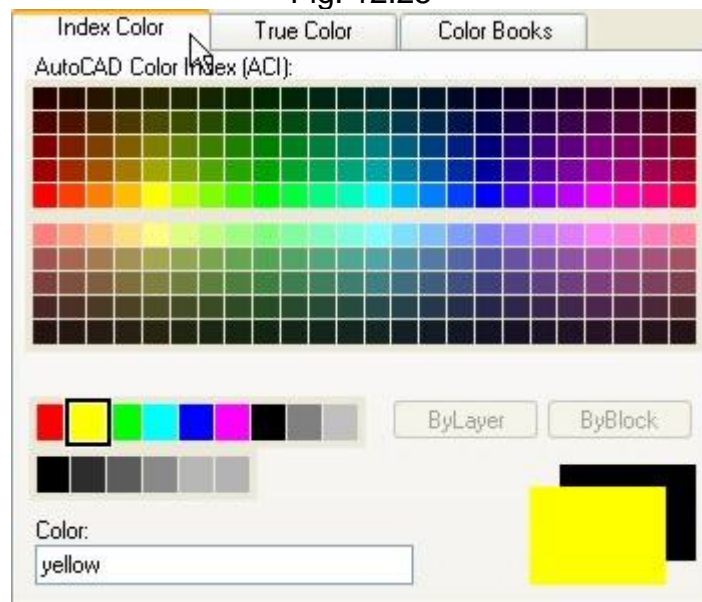 Index Color True Color Color Books
AutoCAD Color Index (ACI):
ByLayer ByBlock
Color:
yellow